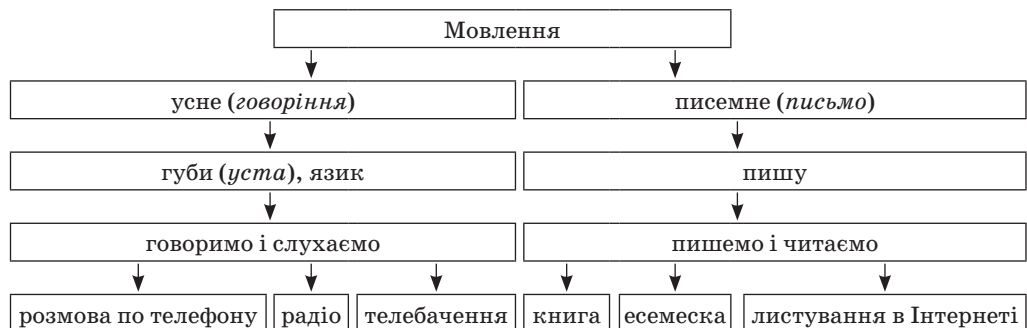 Мовлення
усне (говоріння) писемне (письмо)
губи (уста), язик пишу
говоримо і слухаємо пишемо і читаємо
розмова по телефону радіо телебачення книга есемеска листування в Інтернеті